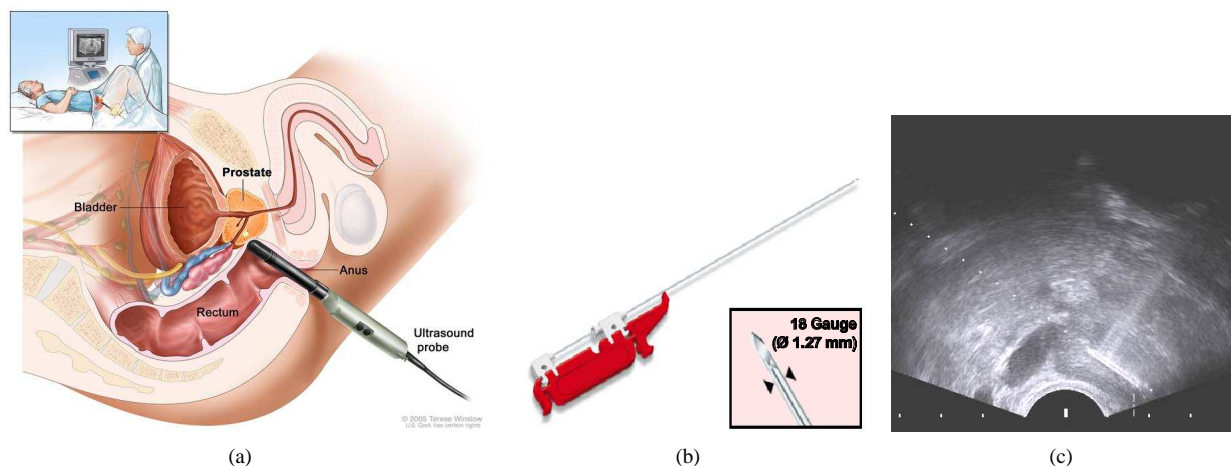 Prostate
Bladder
Anus
Rectum
Ultrasound
probe
© 2005 Terese Winslow
U.S. Govt. has certain rights
(a)
18 Gauge
(Ø 1.27 mm)
(b)
(c)